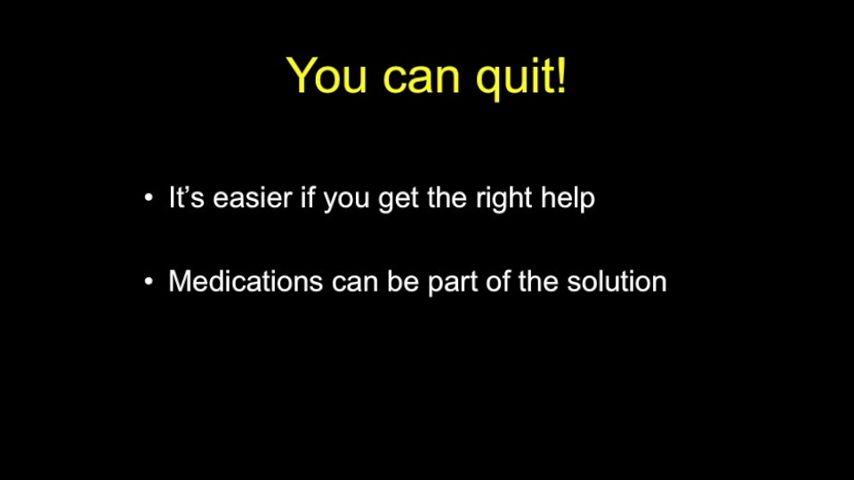 You can quit!
• It’s easier if you get the right help
• Medications can be part of the solution